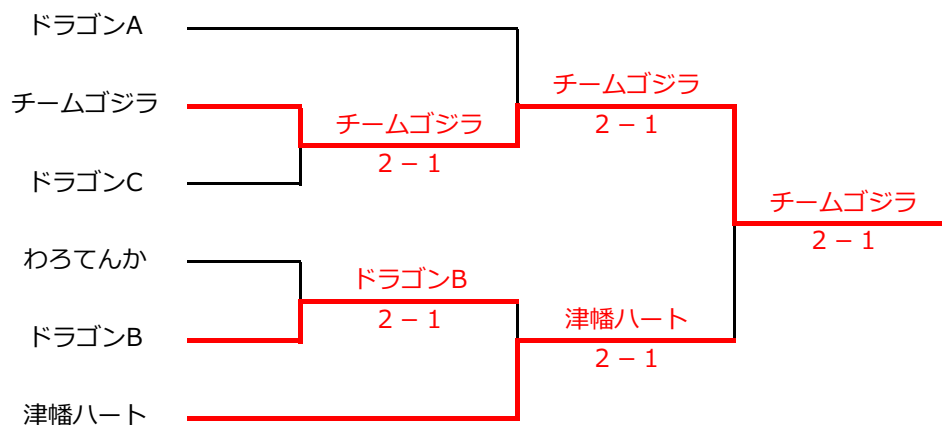 ドラゴンA
チームゴジラ
チームゴジラ
2 – 1
チームゴジラ
2 – 1
ドラゴンC
チームゴジラ
2 – 1
わろてんか
ドラゴンB
2 – 1
津幡ハート
2 – 1
ドラゴンB
津幡ハート